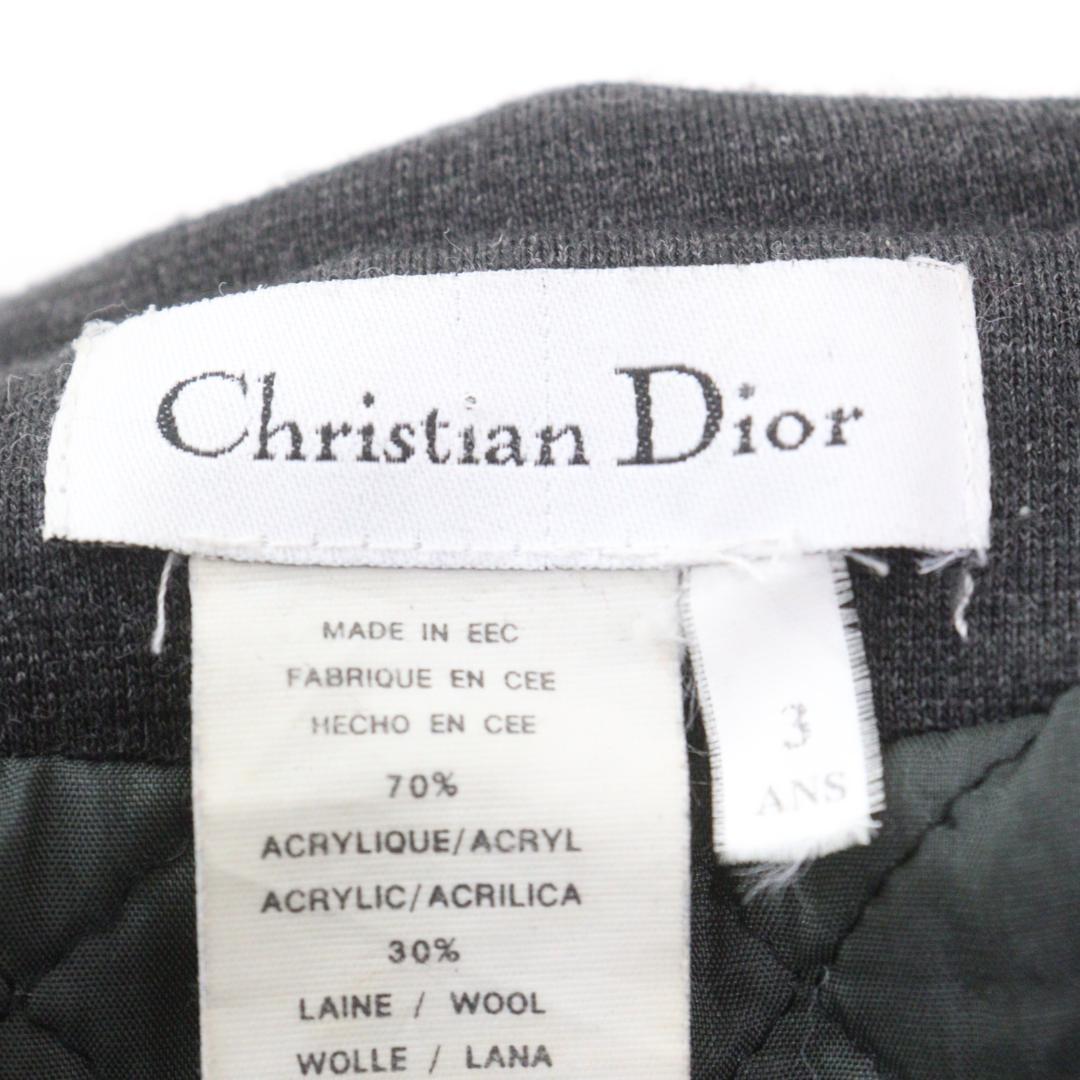 Christian Dior
MADE IN EEC
FABRIQUE EN CEE
HECHO EN CEE
70%
ACRYLIQUE/ACRYL
ACRYLIC/ACRILICA
30%
LAINE / WOOL
WOLLE / LANA
3
ANS